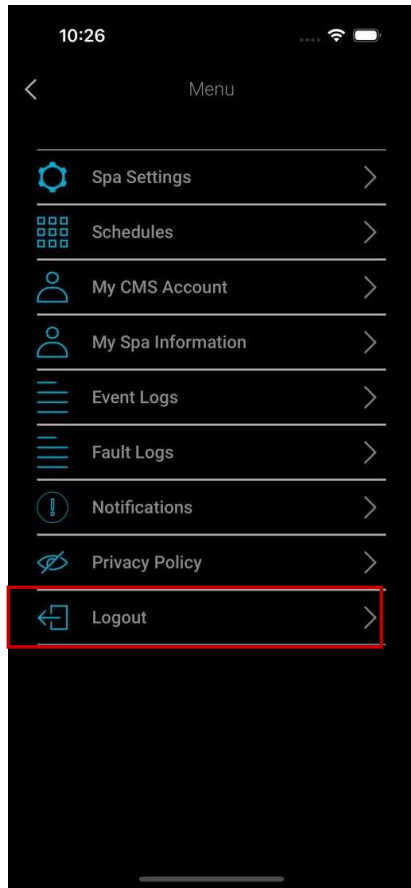 10:26
Menu
Spa Settings
Schedules
My CMS Account
My Spa Information
Event Logs
Fault Logs
Notifications
Privacy Policy
Logout